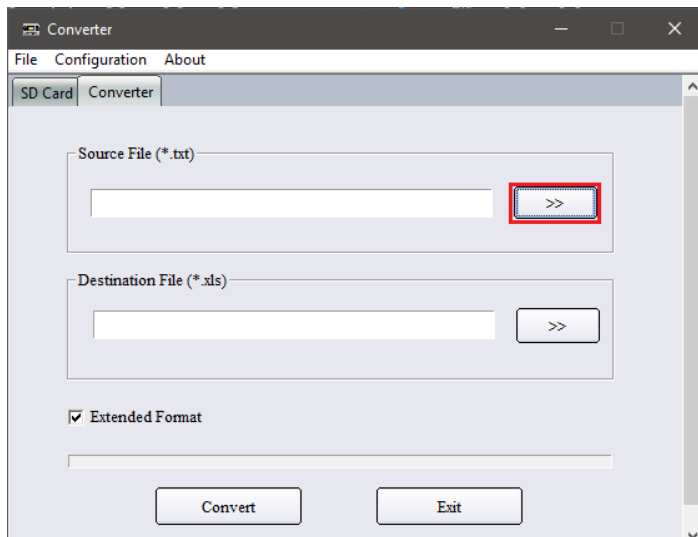 Converter
File Configuration About
SD Card Converter
Source File (*.txt)
>>
Destination File (*.xls)
>>
Extended Format
Convert Exit